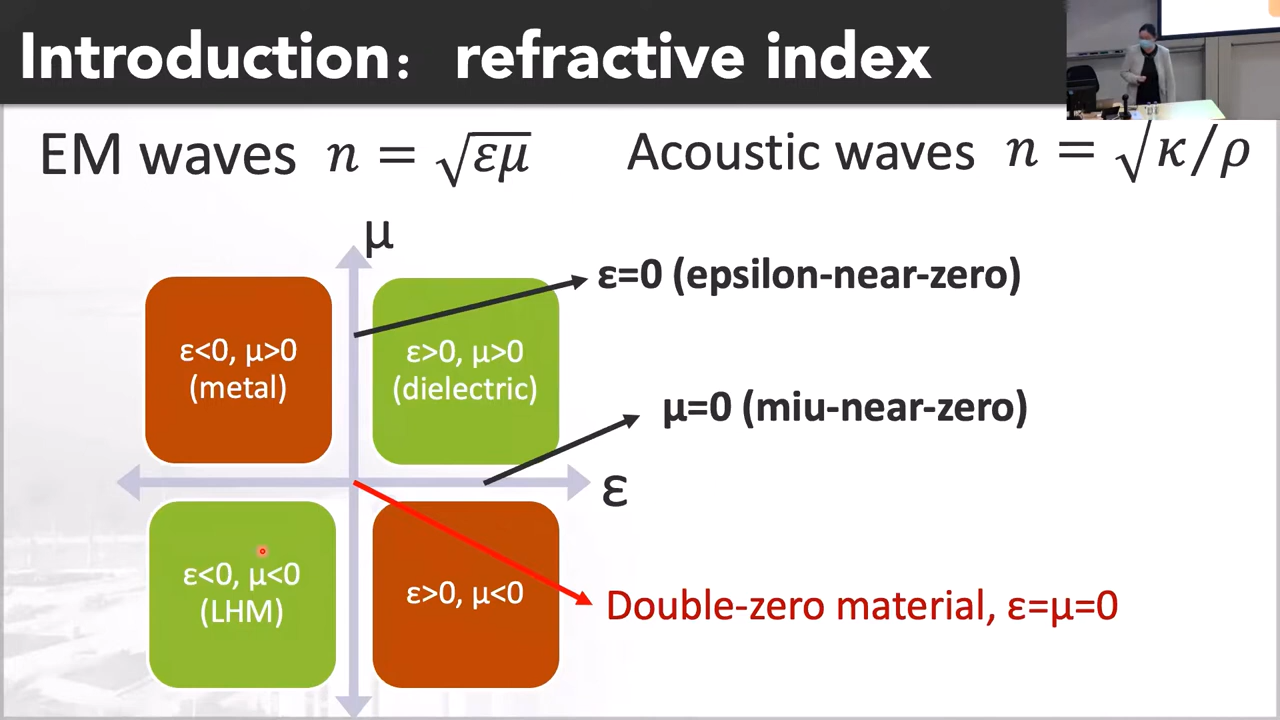 Introduction: refractive index
EM waves n = √εμ
Acoustic waves n = √κ/ρ
μ
ε=0 (epsilon-near-zero)
ε<0, μ>0
(metal)
ε>0, μ>0
(dielectric)
μ=0 (miu-near-zero)
ε
ε<0, μ<0
(LHM)
ε>0, μ<0
Double-zero material, ε=μ=0